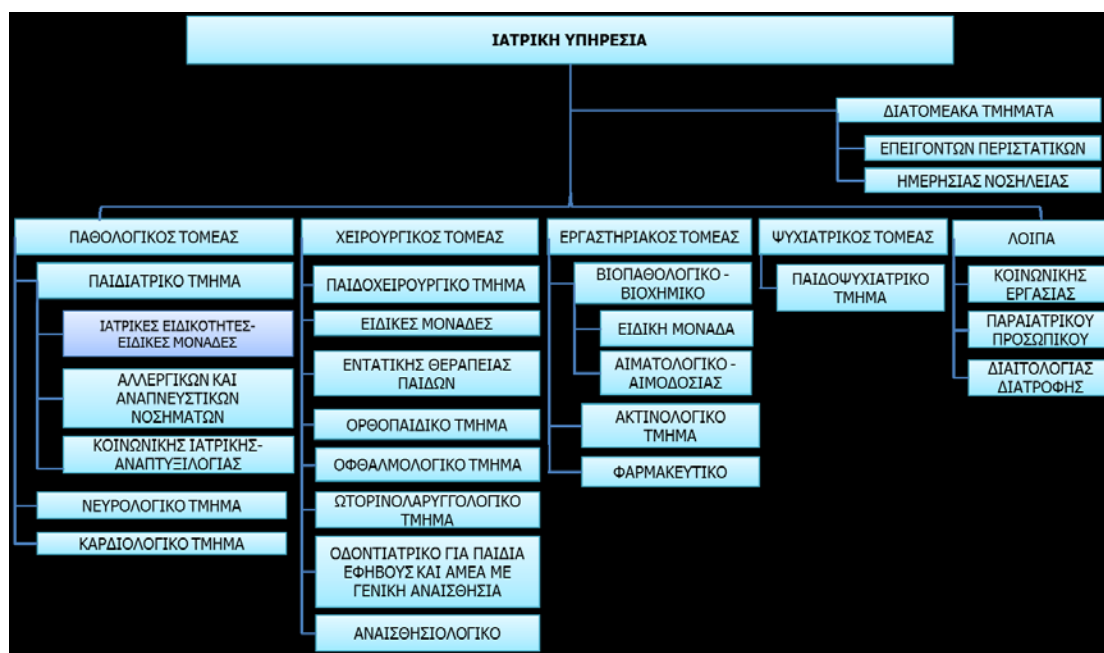 ΙΑΤΡΙΚΗ ΥΠΗΡΕΣΙΑ
ΔΙΑΤΟΜΕΑΚΑ ΤΜΗΜΑΤΑ
ΕΠΕΙΓΟΝΤΩΝ ΠΕΡΙΣΤΑΤΙΚΩΝ
ΗΜΕΡΗΣΙΑΣ ΝΟΣΗΛΕΙΑΣ
ΠΑΘΟΛΟΓΙΚΟΣ ΤΟΜΕΑΣ
ΠΑΙΔΙΑΤΡΙΚΟ ΤΜΗΜΑ
ΙΑΤΡΙΚΕΣ ΕΙΔΙΚΟΤΗΤΕΣ-
ΕΙΔΙΚΕΣ ΜΟΝΑΔΕΣ
ΑΛΛΕΡΓΙΚΩΝ ΚΑΙ
ΑΝΑΠΝΕΥΣΤΙΚΩΝ
ΝΟΣΗΜΑΤΩΝ
ΚΟΙΝΩΝΙΚΗΣ ΙΑΤΡΙΚΗΣ-
ΑΝΑΠΤΥΞΙΛΟΓΙΑΣ
ΝΕΥΡΟΛΟΓΙΚΟ ΤΜΗΜΑ
ΚΑΡΔΙΟΛΟΓΙΚΟ ΤΜΗΜΑ
ΧΕΙΡΟΥΡΓΙΚΟΣ ΤΟΜΕΑΣ
ΠΑΙΔΟΧΕΙΡΟΥΡΓΙΚΟ ΤΜΗΜΑ
ΕΙΔΙΚΕΣ ΜΟΝΑΔΕΣ
ΕΝΤΑΤΙΚΗΣ ΘΕΡΑΠΕΙΑΣ
ΠΑΙΔΩΝ
ΟΡΘΟΠΑΙΔΙΚΟ ΤΜΗΜΑ
ΟΦΘΑΛΜΟΛΟΓΙΚΟ ΤΜΗΜΑ
ΩΤΟΡΙΝΟΛΑΡΥΓΓΟΛΟΓΙΚΟ
ΤΜΗΜΑ
ΟΔΟΝΤΙΑΤΡΙΚΟ ΓΙΑ ΠΑΙΔΙΑ
ΕΦΗΒΟΥΣ ΚΑΙ ΑΜΕΑ ΜΕ
ΓΕΝΙΚΗ ΑΝΑΙΣΘΗΣΙΑ
ΑΝΑΙΣΘΗΣΙΟΛΟΓΙΚΟ
ΕΡΓΑΣΤΗΡΙΑΚΟΣ ΤΟΜΕΑΣ
ΒΙΟΠΑΘΟΛΟΓΙΚΟ -
ΒΙΟΧΗΜΙΚΟ
ΕΙΔΙΚΗ ΜΟΝΑΔΑ
ΑΙΜΑΤΟΛΟΓΙΚΟ -
ΑΙΜΟΔΟΣΙΑΣ
ΑΚΤΙΝΟΛΟΓΙΚΟ
ΤΜΗΜΑ
ΦΑΡΜΑΚΕΥΤΙΚΟ
ΨΥΧΙΑΤΡΙΚΟΣ ΤΟΜΕΑΣ
ΠΑΙΔΟΨΥΧΙΑΤΡΙΚΟ
ΤΜΗΜΑ
ΛΟΙΠΑ
ΚΟΙΝΩΝΙΚΗΣ
ΕΡΓΑΣΙΑΣ
ΠΑΡΑΙΑΤΡΙΚΟΥ
ΠΡΟΣΩΠΙΚΟΥ
ΔΙΑΙΤΟΛΟΓΙΑΣ
ΔΙΑΤΡΟΦΗΣ